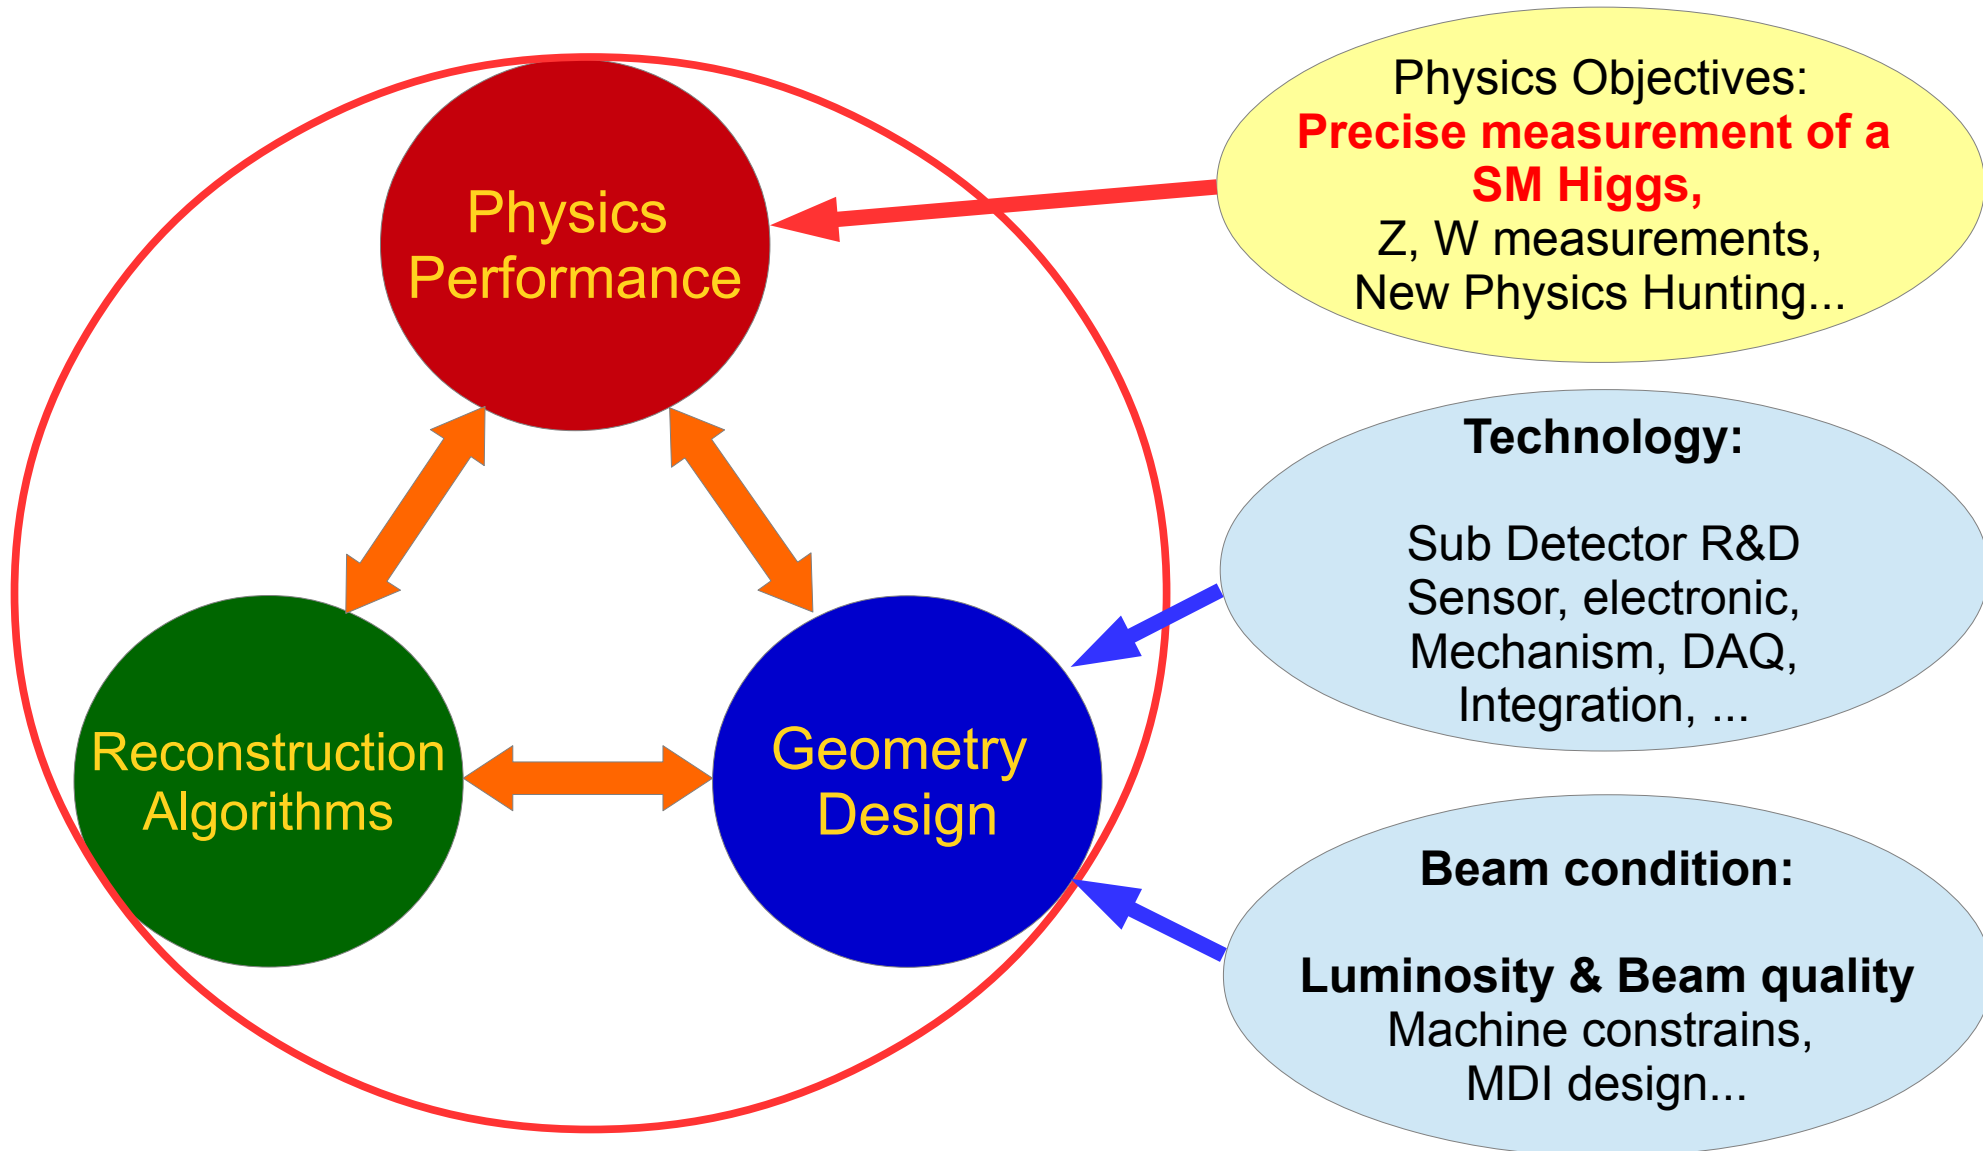 Physics
Performance
Reconstruction
Algorithms
Geometry
Design
Physics Objectives:
Precise measurement of a
SM Higgs,
Z, W measurements,
New Physics Hunting...
Technology:
Sub Detector R&D
Sensor, electronic,
Mechanism, DAQ,
Integration, ...
Beam condition:
Luminosity & Beam quality
Machine constrains,
MDI design...